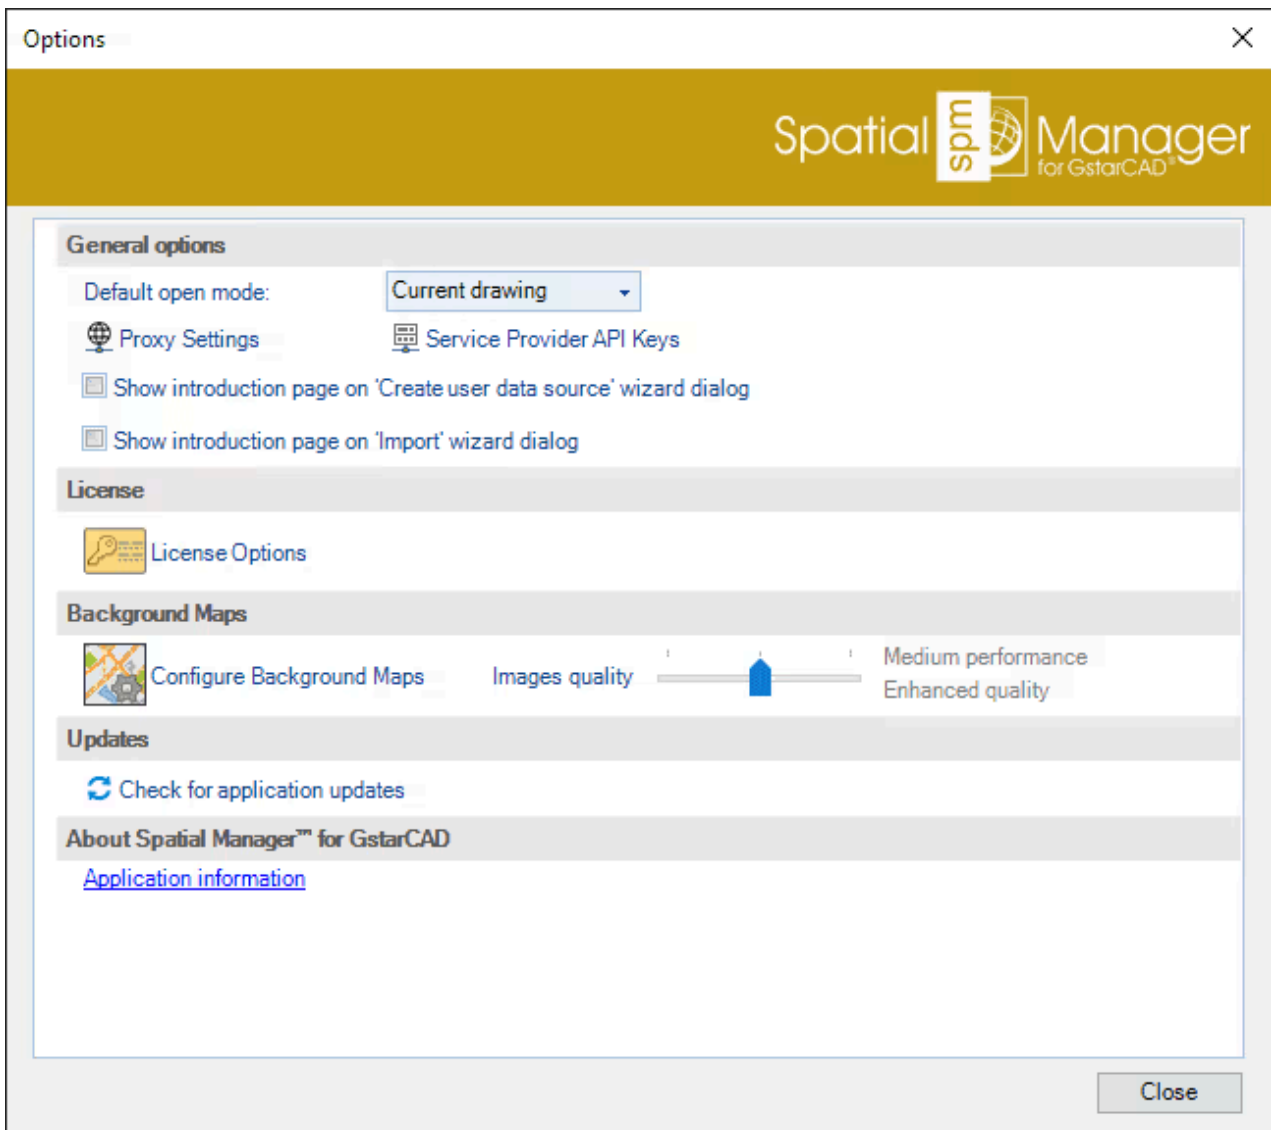 Options
Spatial spm Manager
for GstarCAD®
General options
Default open mode: Current drawing
Proxy Settings Service Provider API Keys
Show introduction page on 'Create user data source' wizard dialog
Show introduction page on 'Import' wizard dialog
License
License Options
Background Maps
Configure Background Maps Images quality Medium performance
Enhanced quality
Updates
Check for application updates
About Spatial Manager™ for GstarCAD
Application information
Close